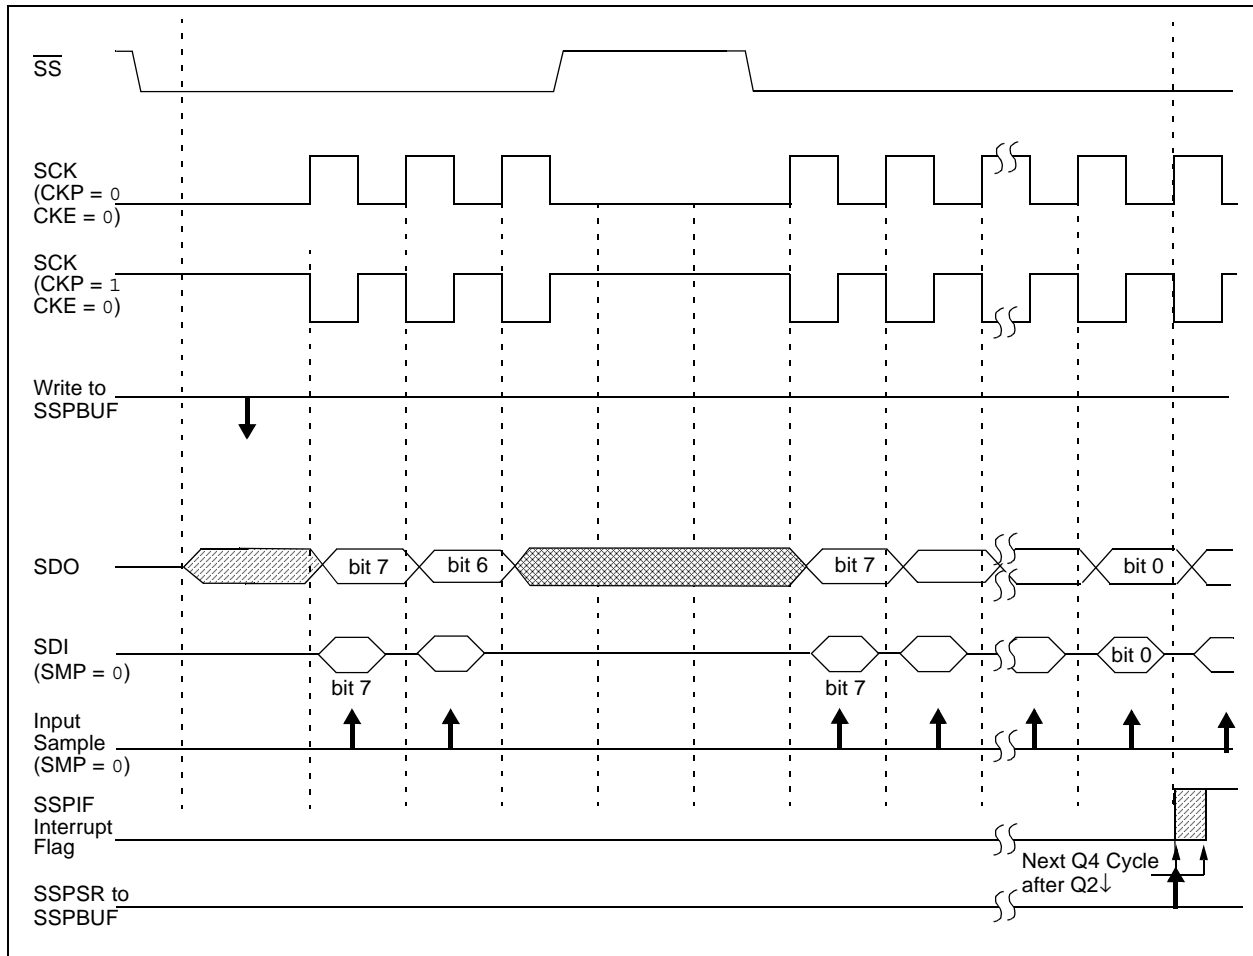 SS
SCK
(CKP = 0
CKE = 0)
SCK
(CKP = 1
CKE = 0)
Write to
SSPBUF
SDO
bit 7
bit 6
bit 7
bit 0
SDI
(SMP = 0)
bit 7
bit 7
bit 0
Input
Sample
(SMP = 0)
SSPIF
Interrupt
Flag
Next Q4 Cycle
after Q2↓
SSPSR to
SSPBUF